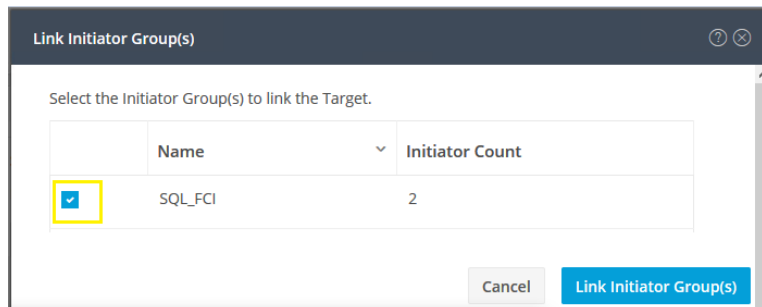 Link Initiator Group(s)
Select the Initiator Group(s) to link the Target.
Name Initiator Count
SQL_FCI 2
Cancel Link Initiator Group(s)